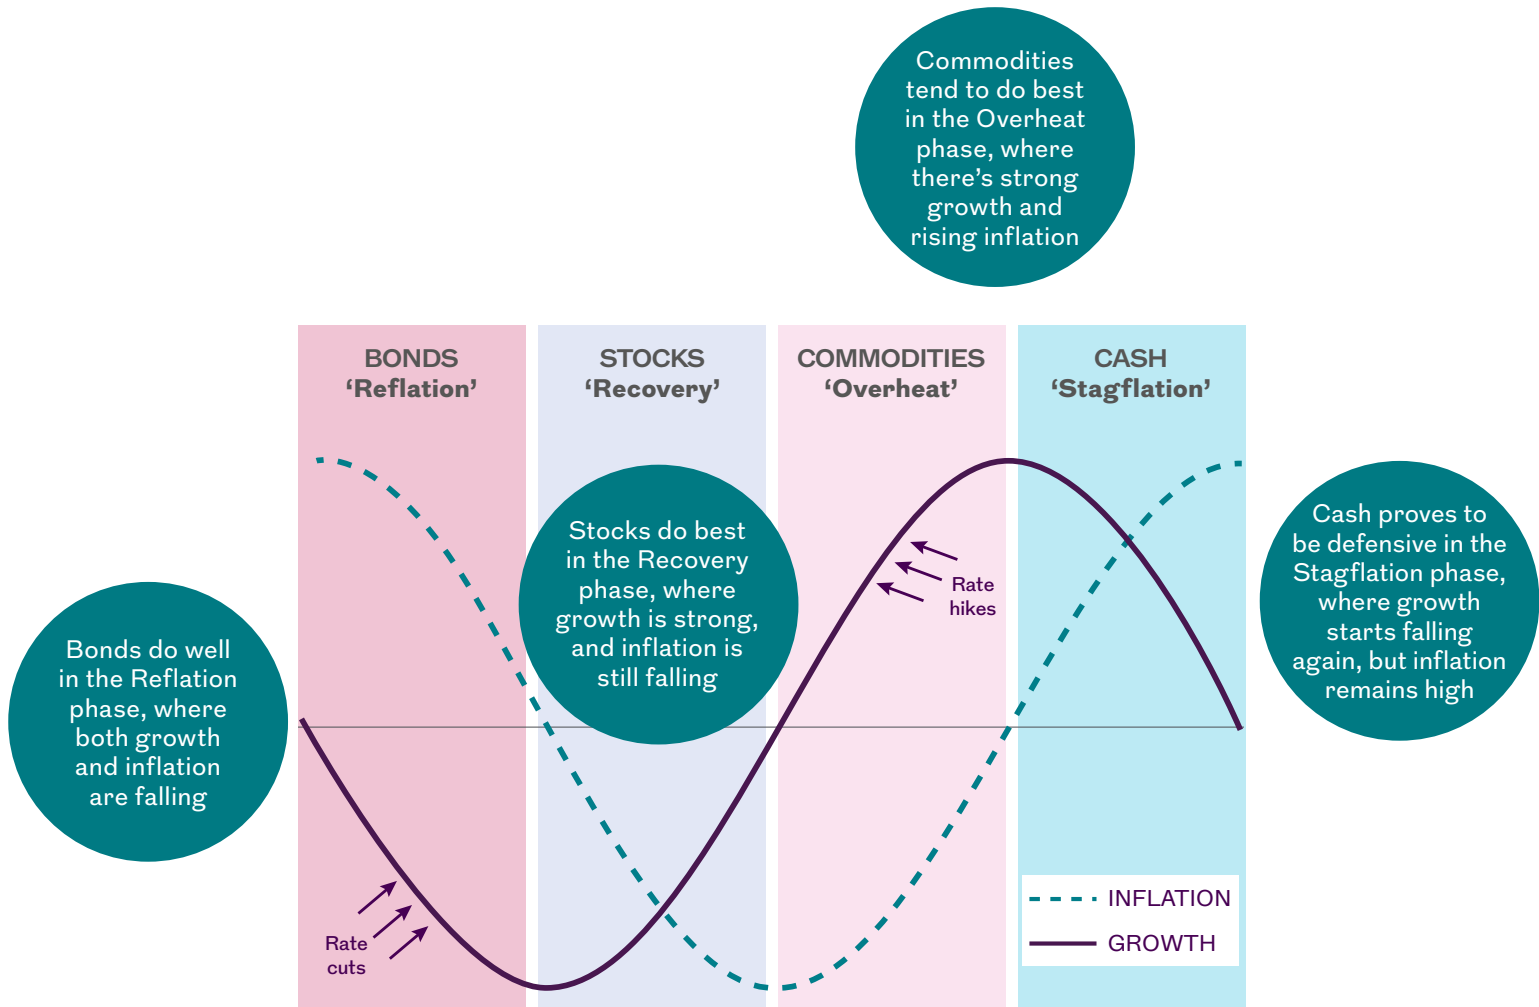 Commodities
tend to do best
in the Overheat
phase, where
there’s strong
growth and
rising inflation
BONDS
‘Reflation’
STOCKS
‘Recovery’
COMMODITIES
‘Overheat’
CASH
‘Stagflation’
Bonds do well
in the Reflation
phase, where
both growth
and inflation
are falling
Stocks do best
in the Recovery
phase, where
growth is strong,
and inflation is
still falling
Rate
hikes
Cash proves to
be defensive in the
Stagflation phase,
where growth
starts falling
again, but inflation
remains high
Rate
cuts
INFLATION
GROWTH